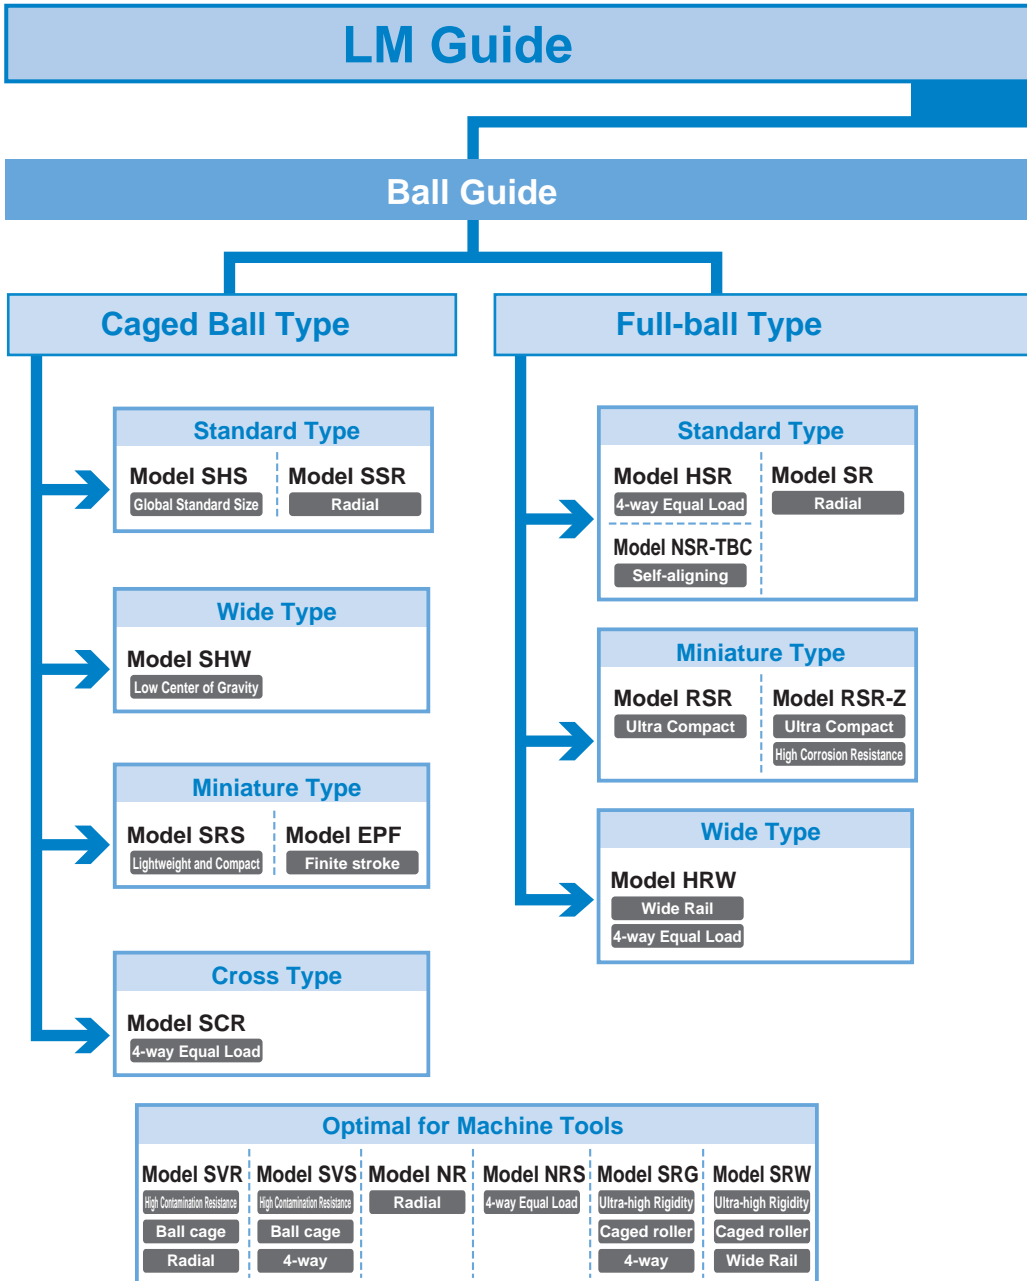 LM Guide
Ball Guide
Caged Ball Type
Standard Type
Model SHS
Global Standard Size
Model SSR
Radial
Wide Type
Model SHW
Low Center of Gravity
Miniature Type
Model SRS
Lightweight and Compact
Model EPF
Finite stroke
Cross Type
Model SCR
4-way Equal Load
Full-ball Type
Standard Type
Model HSR
4-way Equal Load
Model NSR-TBC
Self-aligning
Model SR
Radial
Miniature Type
Model RSR
Ultra Compact
Model RSR-Z
Ultra Compact
High Corrosion Resistance
Wide Type
Model HRW
Wide Rail
4-way Equal Load
Optimal for Machine Tools
Model SVR
High Contamination Resistance
Ball cage
Radial
Model SVS
High Contamination Resistance
Ball cage
4-way
Model NR
Radial
Model NRS
4-way Equal Load
Model SRG
Ultra-high Rigidity
Caged roller
4-way
Model SRW
Ultra-high Rigidity
Caged roller
Wide Rail